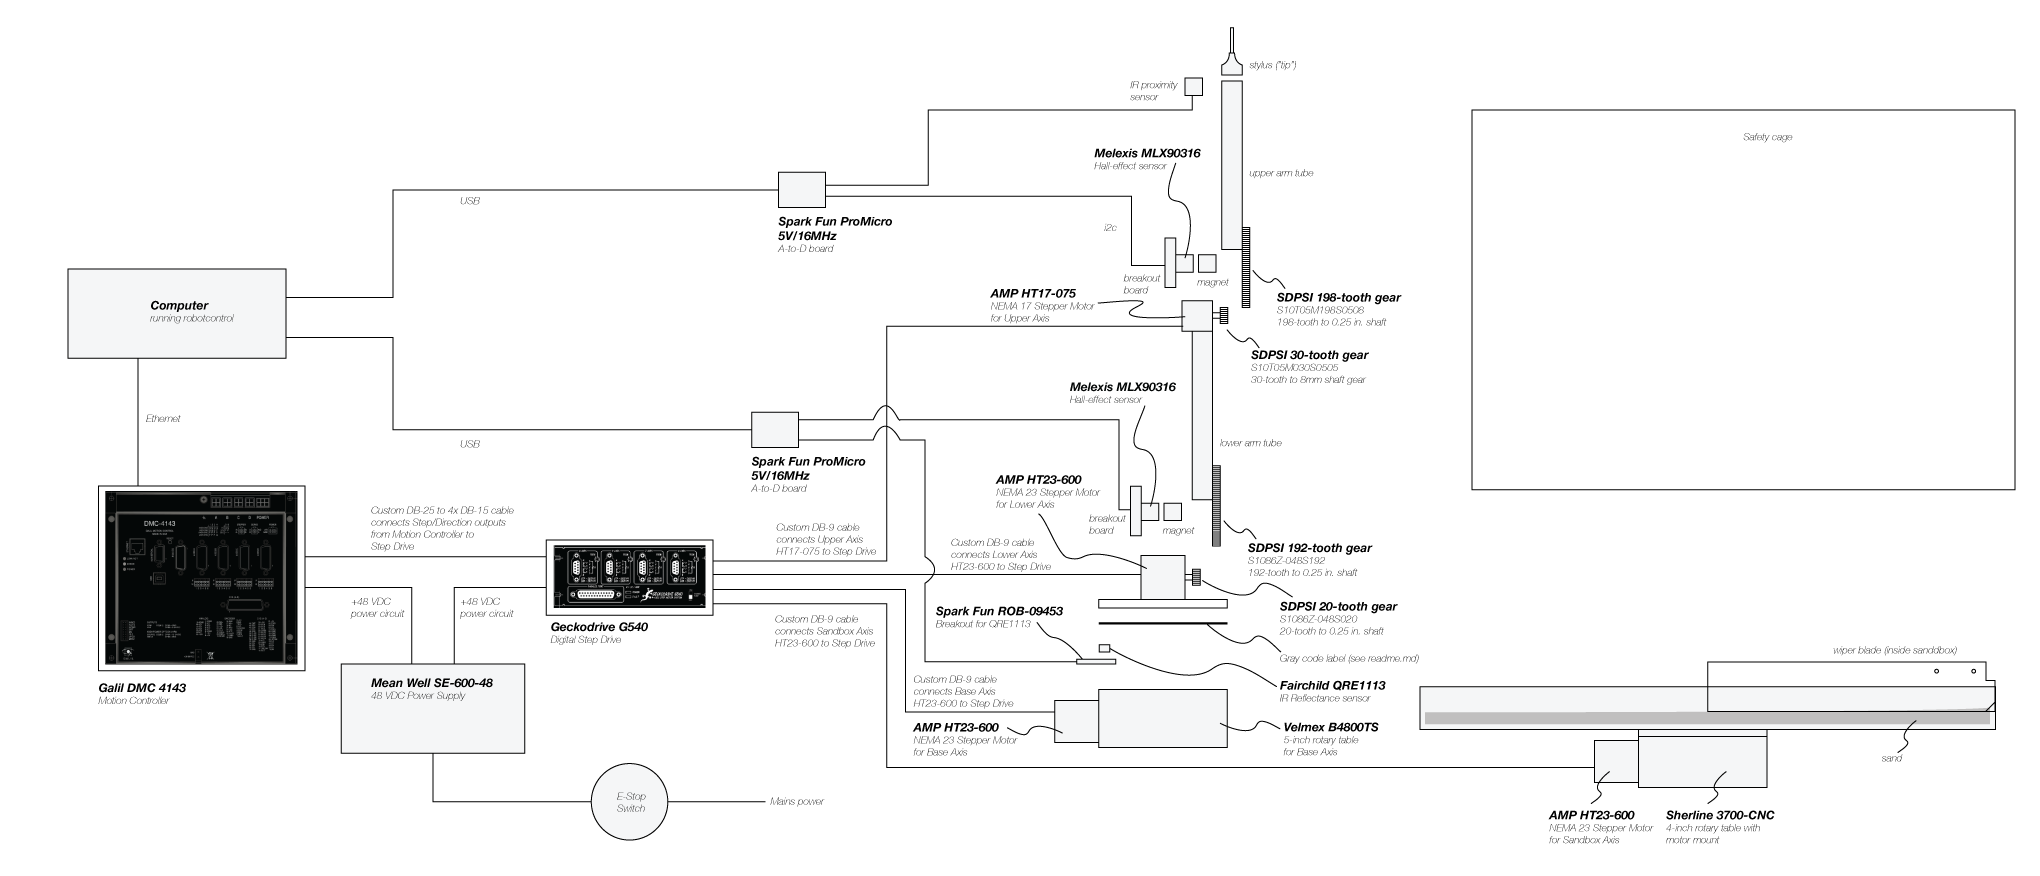 stylus ("tip")
IR proximity
sensor
Safety cage
Melexis MLX90316
Hall-effect sensor
upper arm tube
USB
Spark Fun ProMicro
5V/16MHz
A-to-D board
i2c
breakout
board
magnet
Computer
running robotcontrol
AMP HT17-075
NEMA 17 Stepper Motor
for Upper Axis
SDPSI 198-tooth gear
S10T05M198S0508
198-tooth to 0.25 in. shaft
SDPSI 30-tooth gear
S10T05M030S0505
30-tooth to 8mm shaft gear
Melexis MLX90316
Hall-effect sensor
Ethernet
USB
lower arm tube
Spark Fun ProMicro
5V/16MHz
A-to-D board
AMP HT23-600
NEMA 23 Stepper Motor
for Lower Axis
breakout
board
magnet
DMC-4143
Custom DB-25 to 4x DB-15 cable
connects Step/Direction outputs
from Motion Controller to
Step Drive
Custom DB-9 cable
connects Upper Axis
HT17-075 to Step Drive
Custom DB-9 cable
connects Lower Axis
HT23-600 to Step Drive
SDPSI 192-tooth gear
S1086Z-048S192
192-tooth to 0.25 in. shaft
+48 VDC
power circuit
+48 VDC
power circuit
Geckodrive G540
Digital Step Drive
Custom DB-9 cable
connects Sandbox Axis
HT23-600 to Step Drive
Spark Fun ROB-09453
Breakout for QRE1113
SDPSI 20-tooth gear
S1086Z-048S020
20-tooth to 0.25 in. shaft
Gray code label (see readme.md)
wiper blade (inside sanddbox)
Galil DMC 4143
Motion Controller
Mean Well SE-600-48
48 VDC Power Supply
Custom DB-9 cable
connects Base Axis
HT23-600 to Step Drive
Fairchild QRE1113
IR Reflectance sensor
AMP HT23-600
NEMA 23 Stepper Motor
for Base Axis
Velmex B4800TS
5-inch rotary table
for Base Axis
sand
E-Stop
Switch
Mains power
AMP HT23-600
NEMA 23 Stepper Motor
for Sandbox Axis
Sherline 3700-CNC
4-inch rotary table with
motor mount